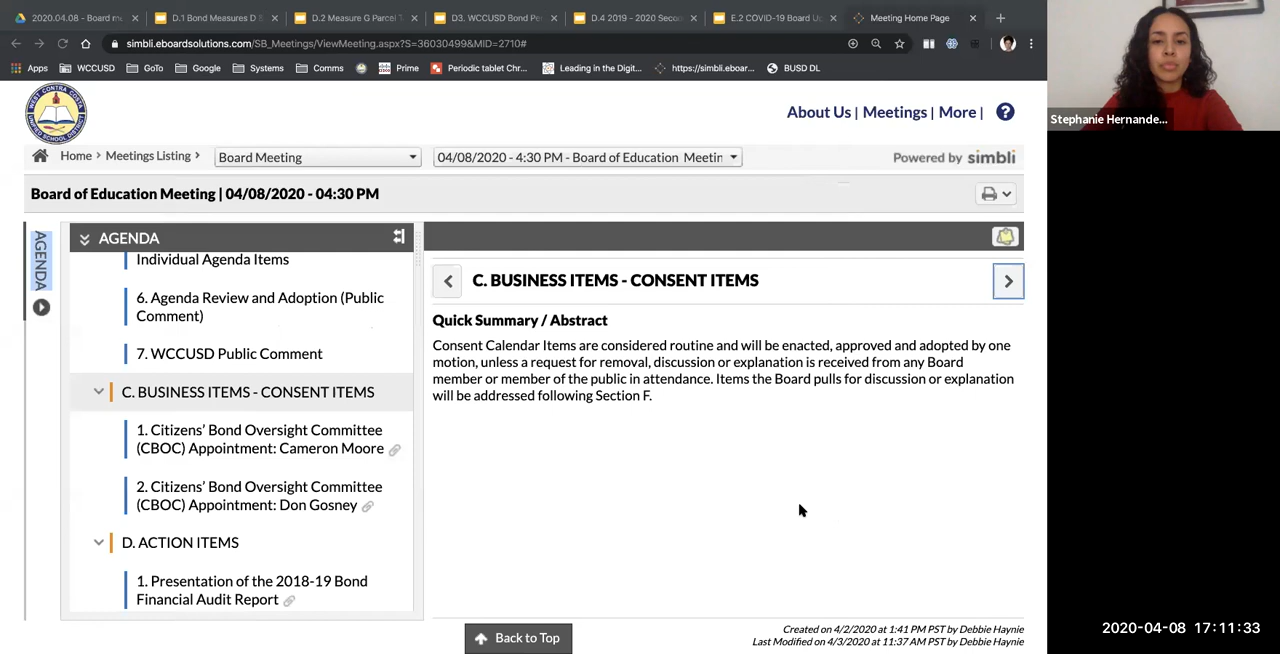 2020.04.08 - Board m
D.1 Bond Measures D
D.2 Measure G Parcel T
D3. WCCUSD Bond Pe
D.4 2019 - 2020 Seco
E.2 COVID-19 Board U
Meeting Home Page
simbli.eboardsolutions.com/SB_Meetings/ViewMeeting.aspx?S=36030499&MID=2710#
Apps WCCUSD GoTo Google Systems Comms Prime Periodic tablet Chr... Leading in the Digit... https://simbli.eboar... BUSD DL
Stephanie Hernande...
WEST CONTRA COSTA
UNIFIED SCHOOL DISTRICT
About Us | Meetings | More | ?
Home > Meetings Listing > Board Meeting 04/08/2020 - 4:30 PM - Board of Education Meetin Powered by simbli
Board of Education Meeting | 04/08/2020 - 04:30 PM
AGENDA
AGENDA
Individual Agenda Items
6. Agenda Review and Adoption (Public
Comment)
7. WCCUSD Public Comment
C. BUSINESS ITEMS - CONSENT ITEMS
1. Citizens’ Bond Oversight Committee
(CBOC) Appointment: Cameron Moore
2. Citizens’ Bond Oversight Committee
(CBOC) Appointment: Don Gosney
D. ACTION ITEMS
1. Presentation of the 2018-19 Bond
Financial Audit Report
C. BUSINESS ITEMS - CONSENT ITEMS
Quick Summary / Abstract
Consent Calendar Items are considered routine and will be enacted, approved and adopted by one
motion, unless a request for removal, discussion or explanation is received from any Board
member or member of the public in attendance. Items the Board pulls for discussion or explanation
will be addressed following Section F.
Back to Top
Created on 4/2/2020 at 1:41 PM PST by Debbie Haynie
Last Modified on 4/3/2020 at 11:37 AM PST by Debbie Haynie
2020-04-08 17:11:33